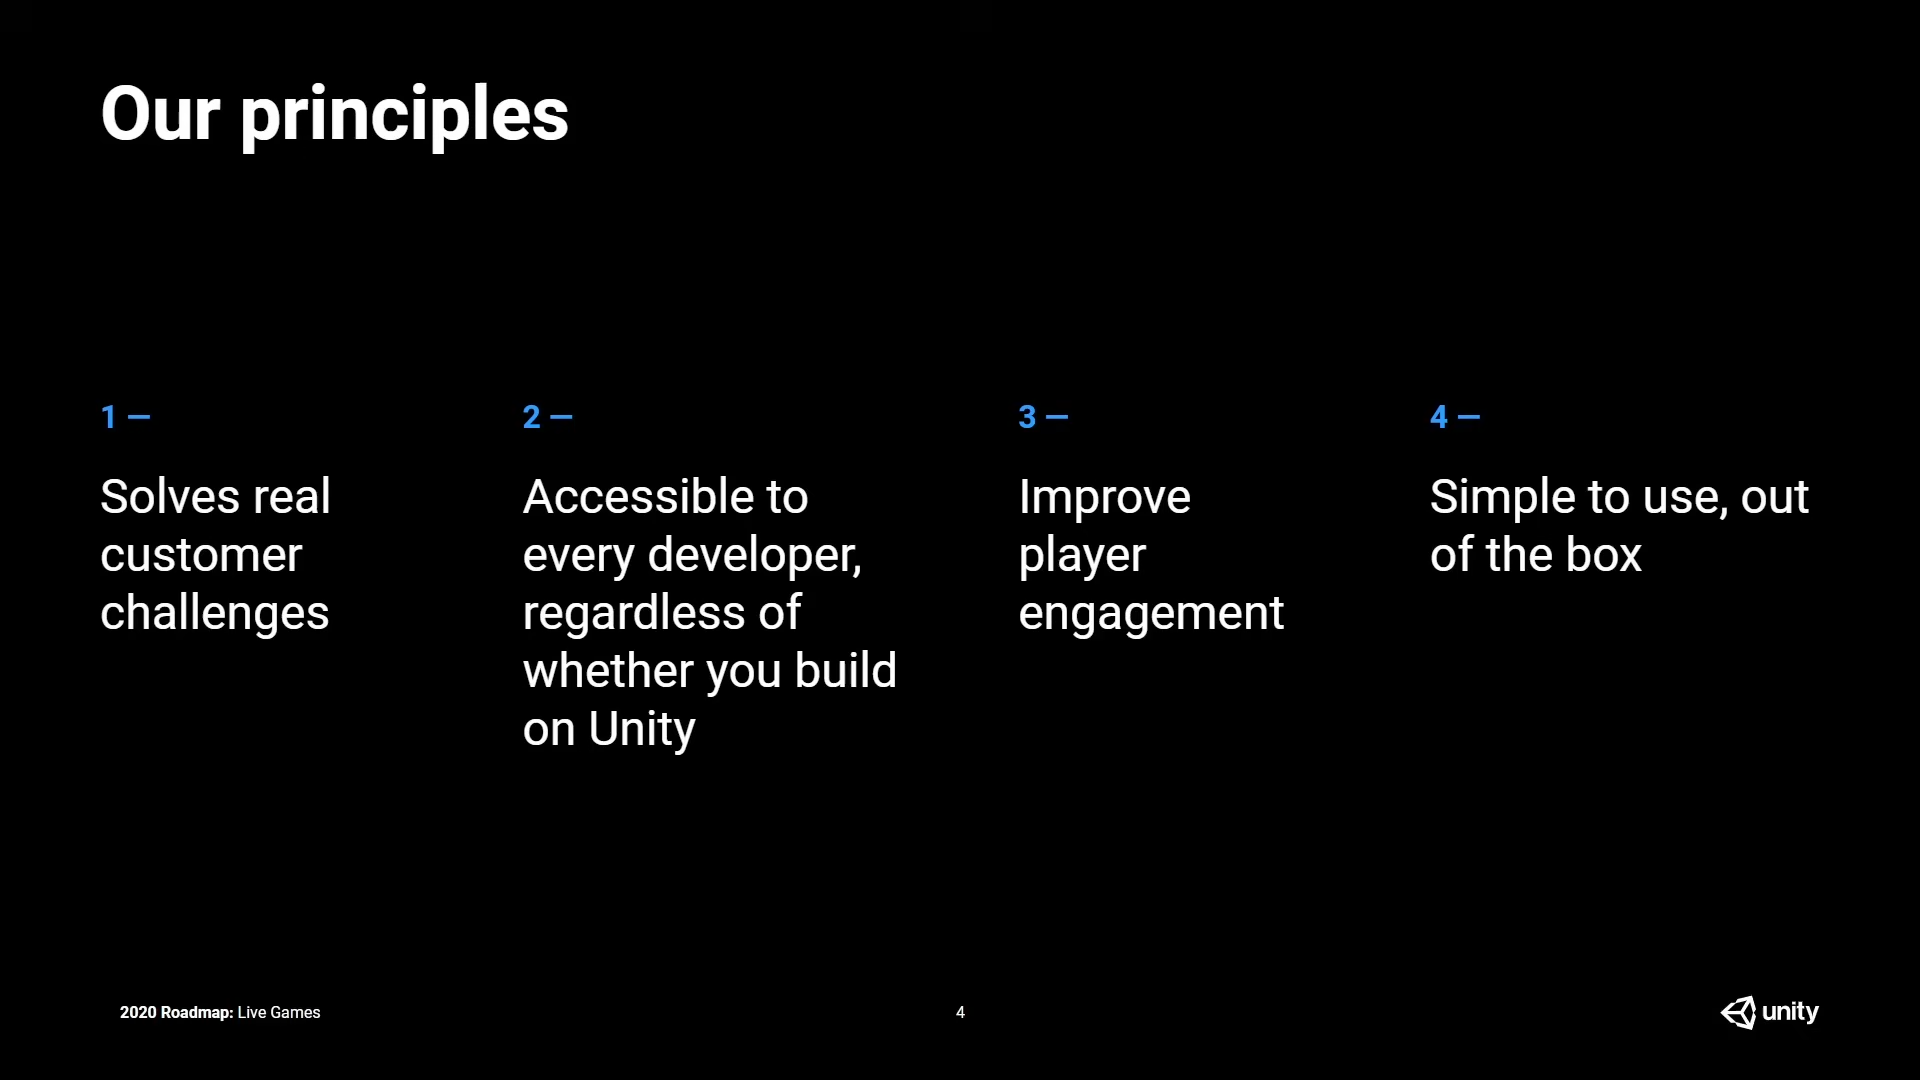 Our principles
1 —
Solves real
customer
challenges
2 —
Accessible to
every developer,
regardless of
whether you build
on Unity
3 —
Improve
player
engagement
4 —
Simple to use, out
of the box
2020 Roadmap: Live Games
4
unity